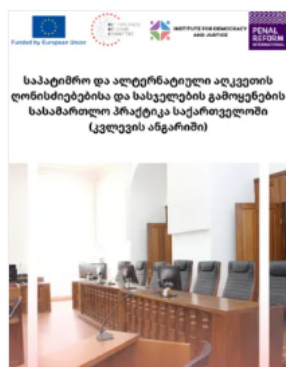 Funded by European Union
INSTITUTE FOR DEMOCRACY
AND JUSTICE
PENAL
REFORM
INTERNATIONAL
საპატიმრო და ალტერნატიული აღკვეთის
ღონისძიებებისა და სასჯელების გამოყენების
სასამართლო პრაქტიკა საქართველოში
(კვლევის ანგარიში)